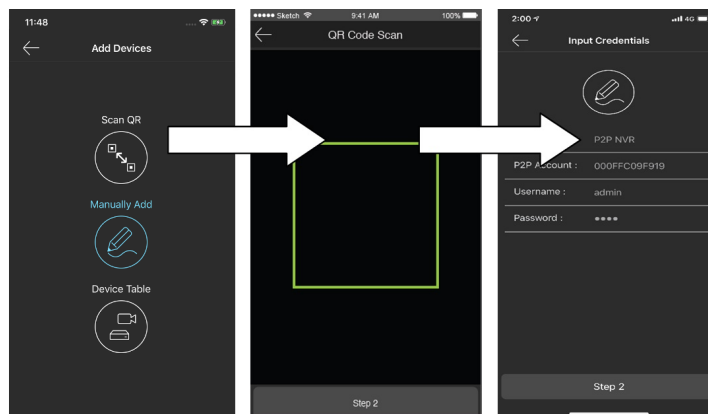 11:48
Add Devices
Scan QR
Manually Add
Device Table
Sketch 9:41 AM 100%
QR Code Scan
Step 2
2:00 4G
Input Credentials
P2P NVR
P2P Account : 000FFC09F919
Username : admin
Password : ●●●●
Step 2